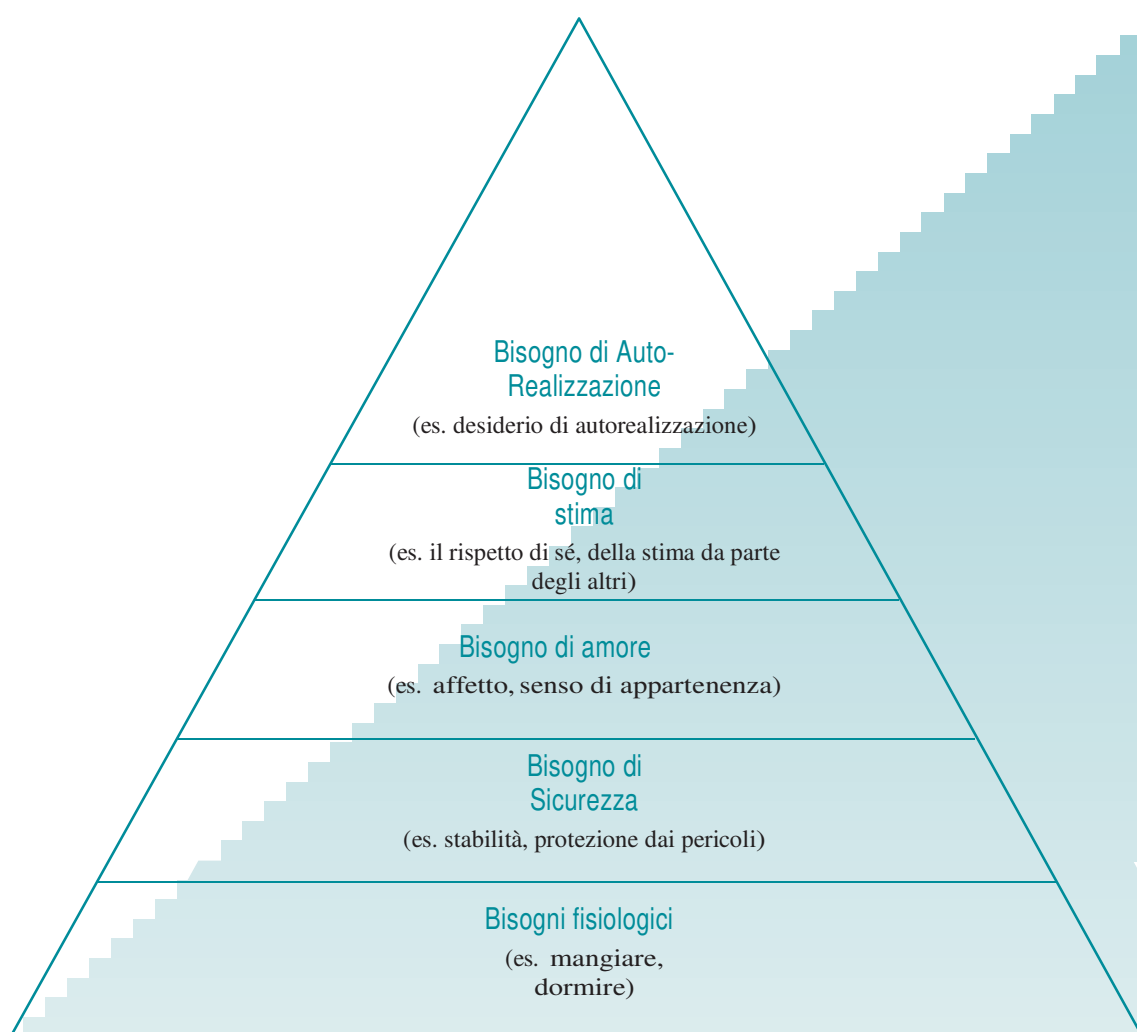 Bisogno di Auto-
Realizzazione
(es. desiderio di autorealizzazione)
Bisogno di
stima
(es. il rispetto di sé, della stima da parte
degli altri)
Bisogno di amore
(es. affetto, senso di appartenenza)
Bisogno di
Sicurezza
(es. stabilità, protezione dai pericoli)
Bisogni fisiologici
(es. mangiare,
dormire)